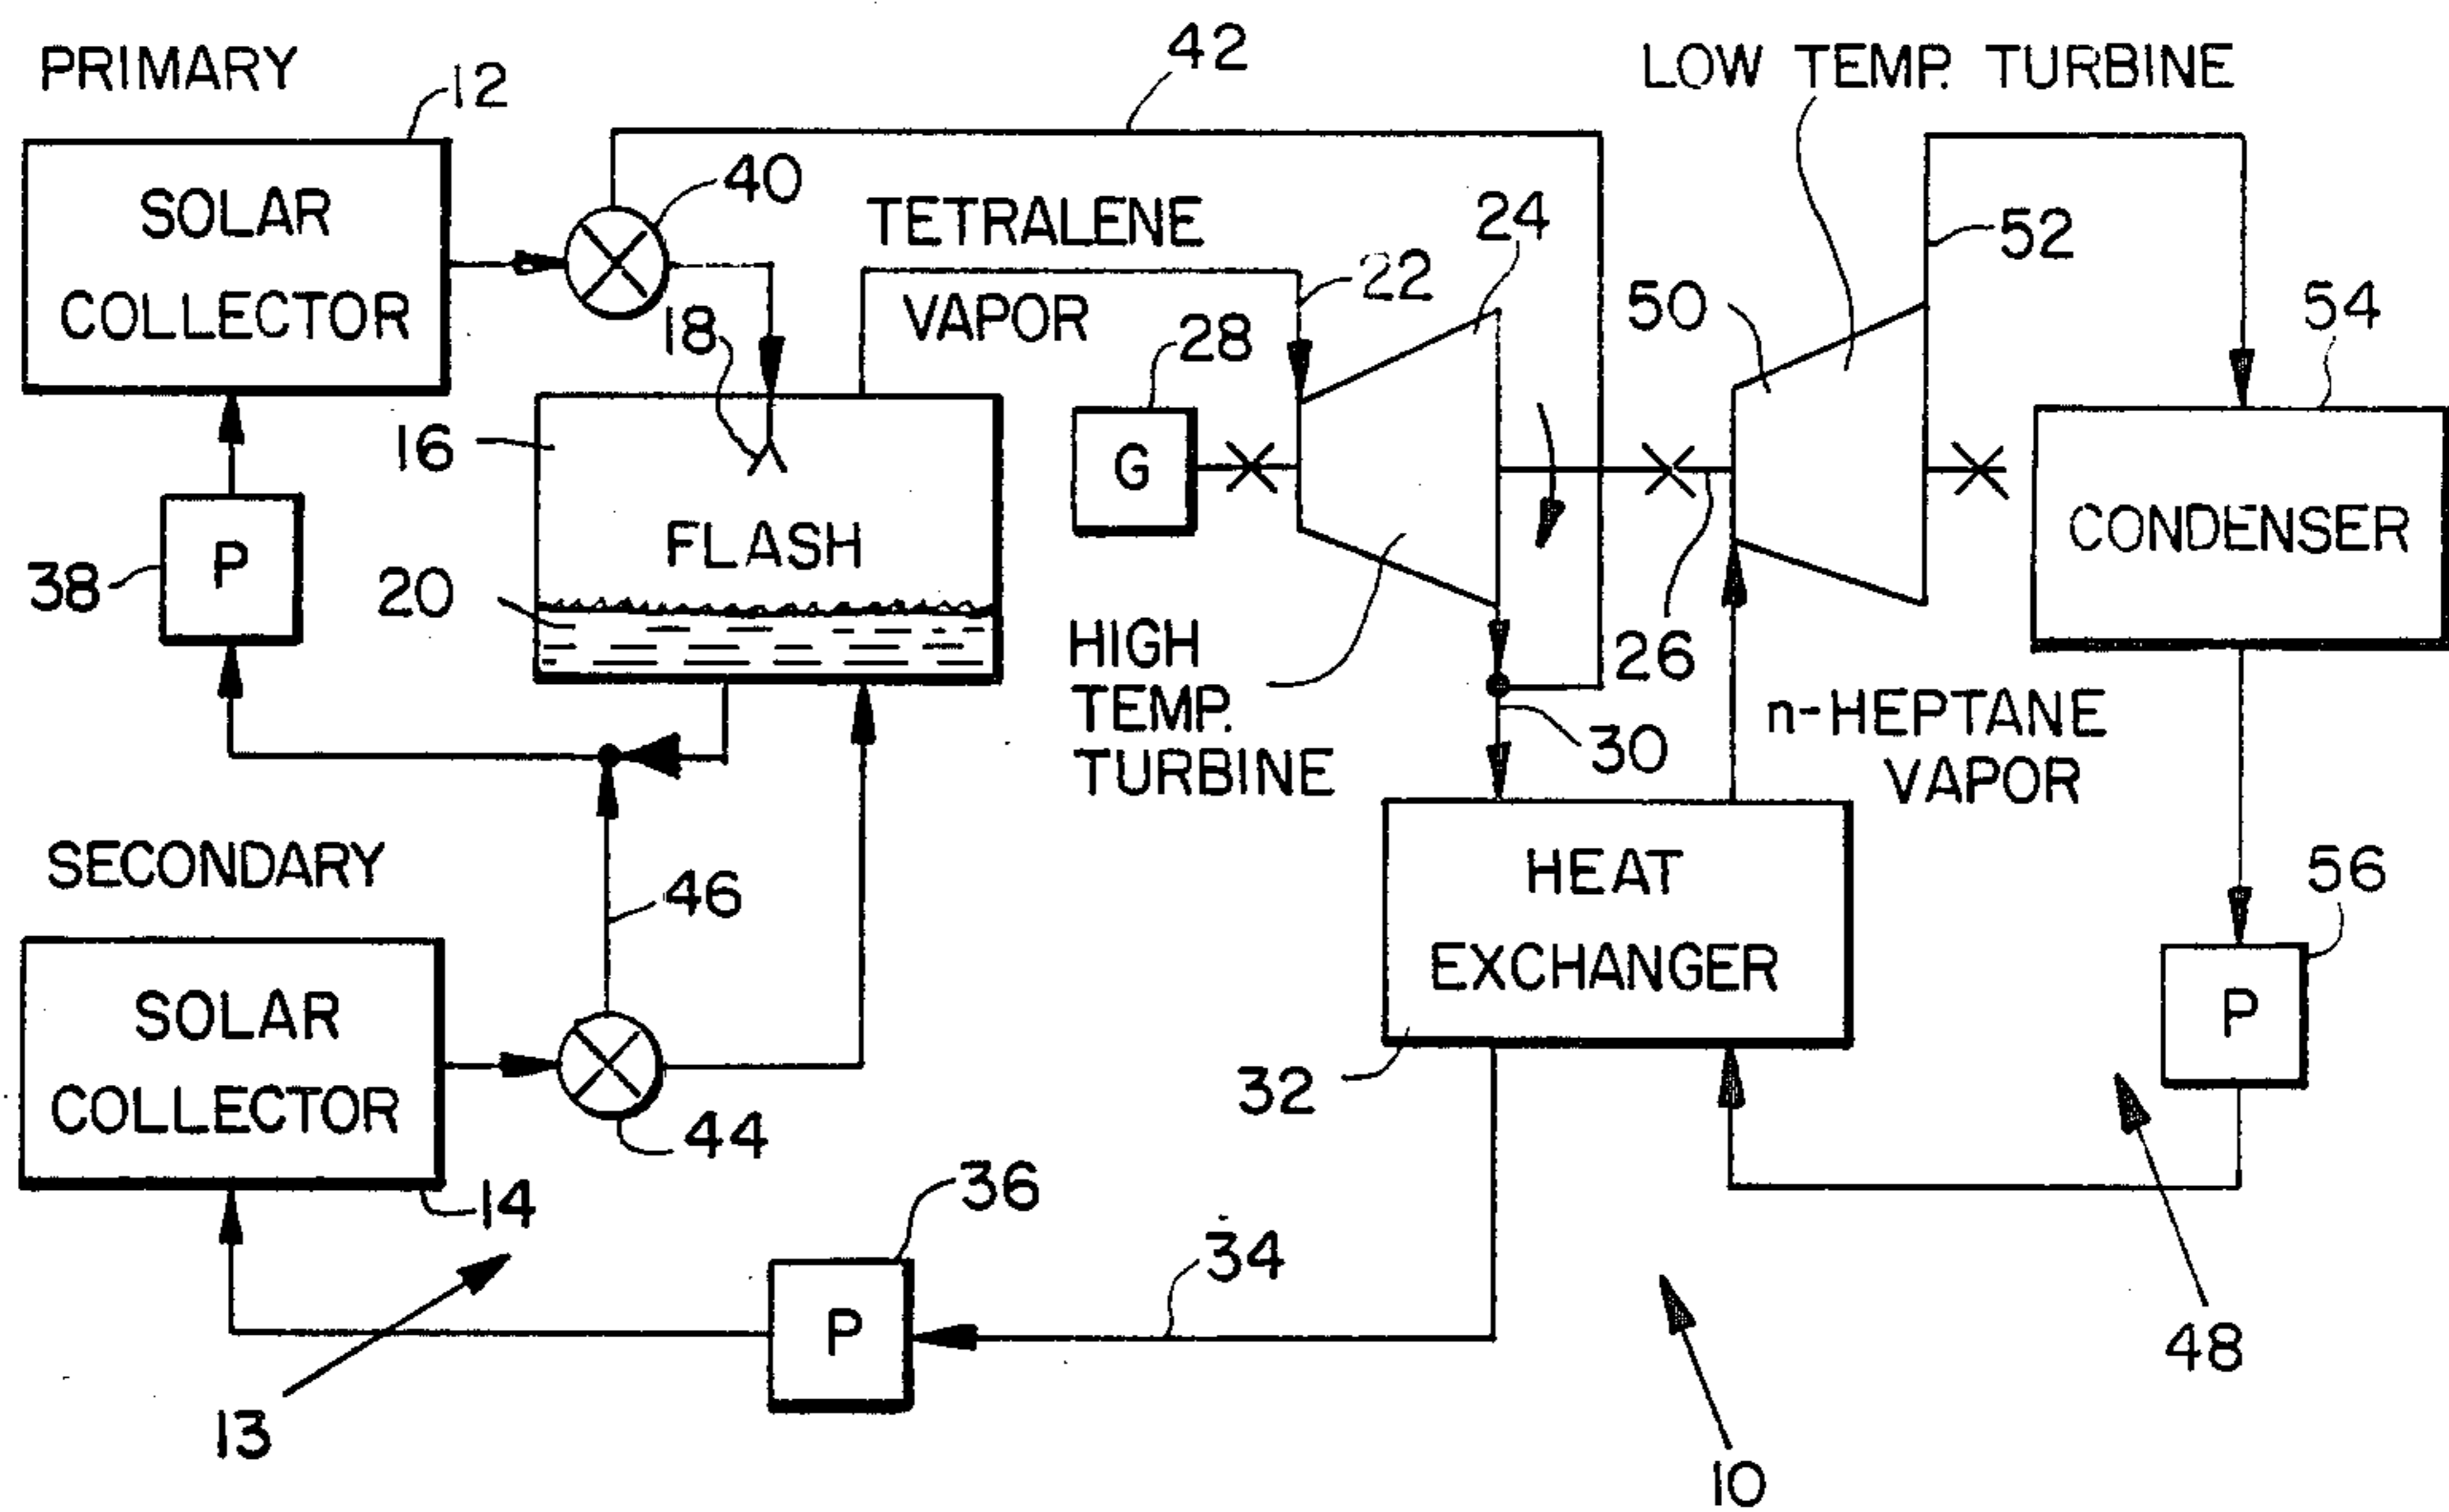 PRIMARY
12
SOLAR
COLLECTOR
42
LOW TEMP. TURBINE
40
TETRALENE
VAPOR
18
22
24
28
G
50
52
54
CONDENSER
16
FLASH
20
38
P
HIGH
TEMP.
TURBINE
26
30
n-HEPTANE
VAPOR
SECONDARY
46
SOLAR
COLLECTOR
14
44
HEAT
EXCHANGER
32
56
P
36
P
34
13
48
10